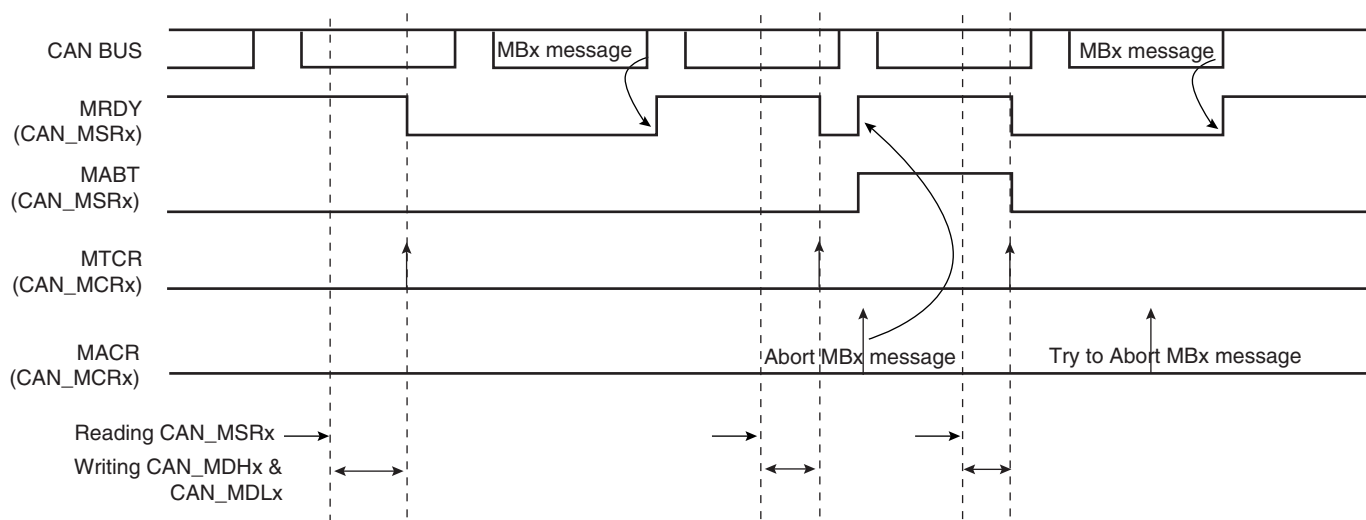 CAN BUS
MBx message
MBx message
MRDY
(CAN_MSRx)
MABT
(CAN_MSRx)
MTCR
(CAN_MCRx)
MACR
(CAN_MCRx)
Abort MBx message
Try to Abort MBx message
Reading CAN_MSRx
Writing CAN_MDHx &
CAN_MDLx